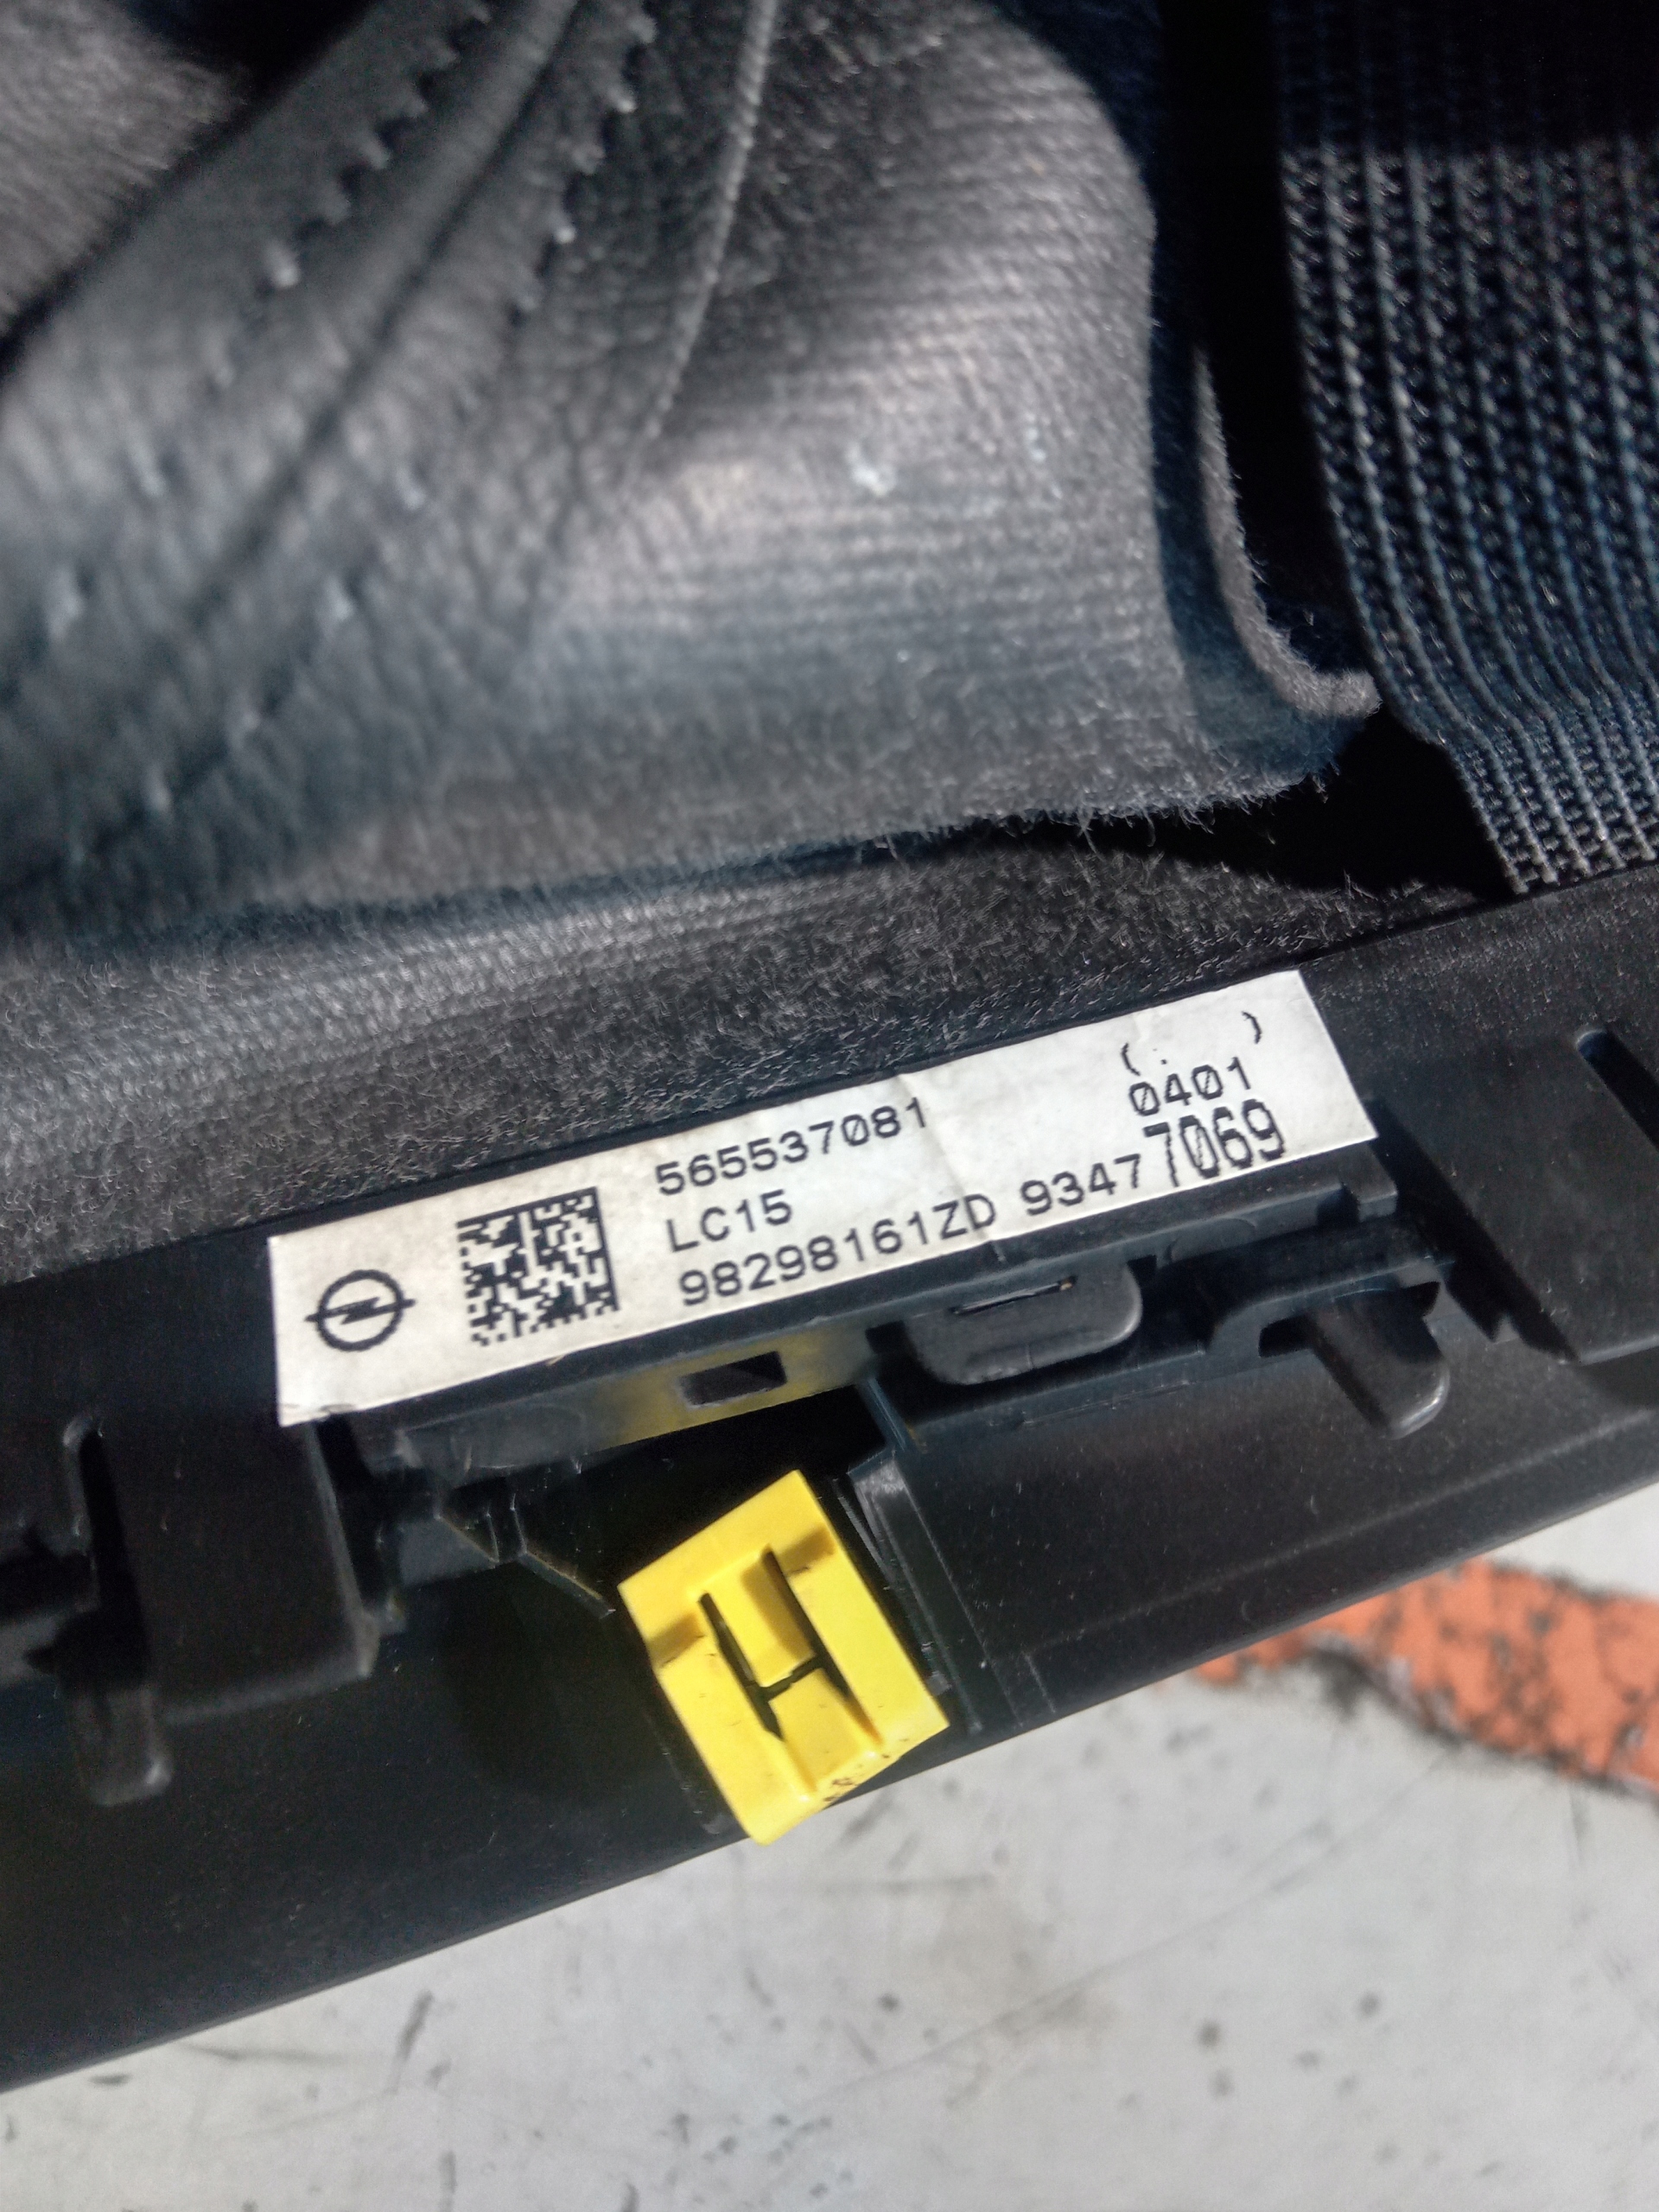 ( . )
565537081 0401
LC15
98298161ZD 93477069